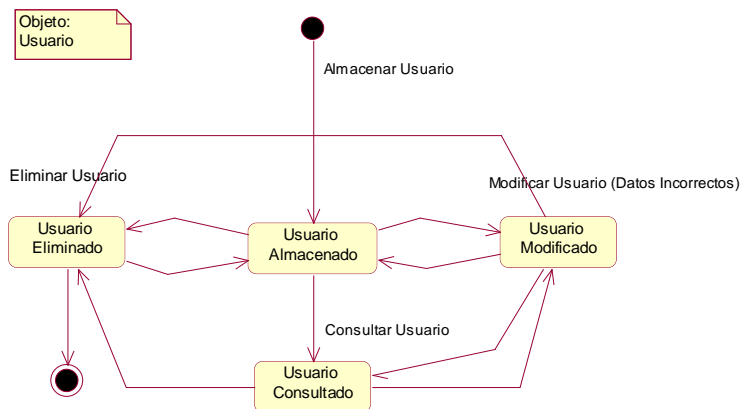 Objeto:
Usuario
Almacenar Usuario
Eliminar Usuario
Modificar Usuario (Datos Incorrectos)
Usuario
Eliminado
Usuario
Almacenado
Usuario
Modificado
Consultar Usuario
Usuario
Consultado